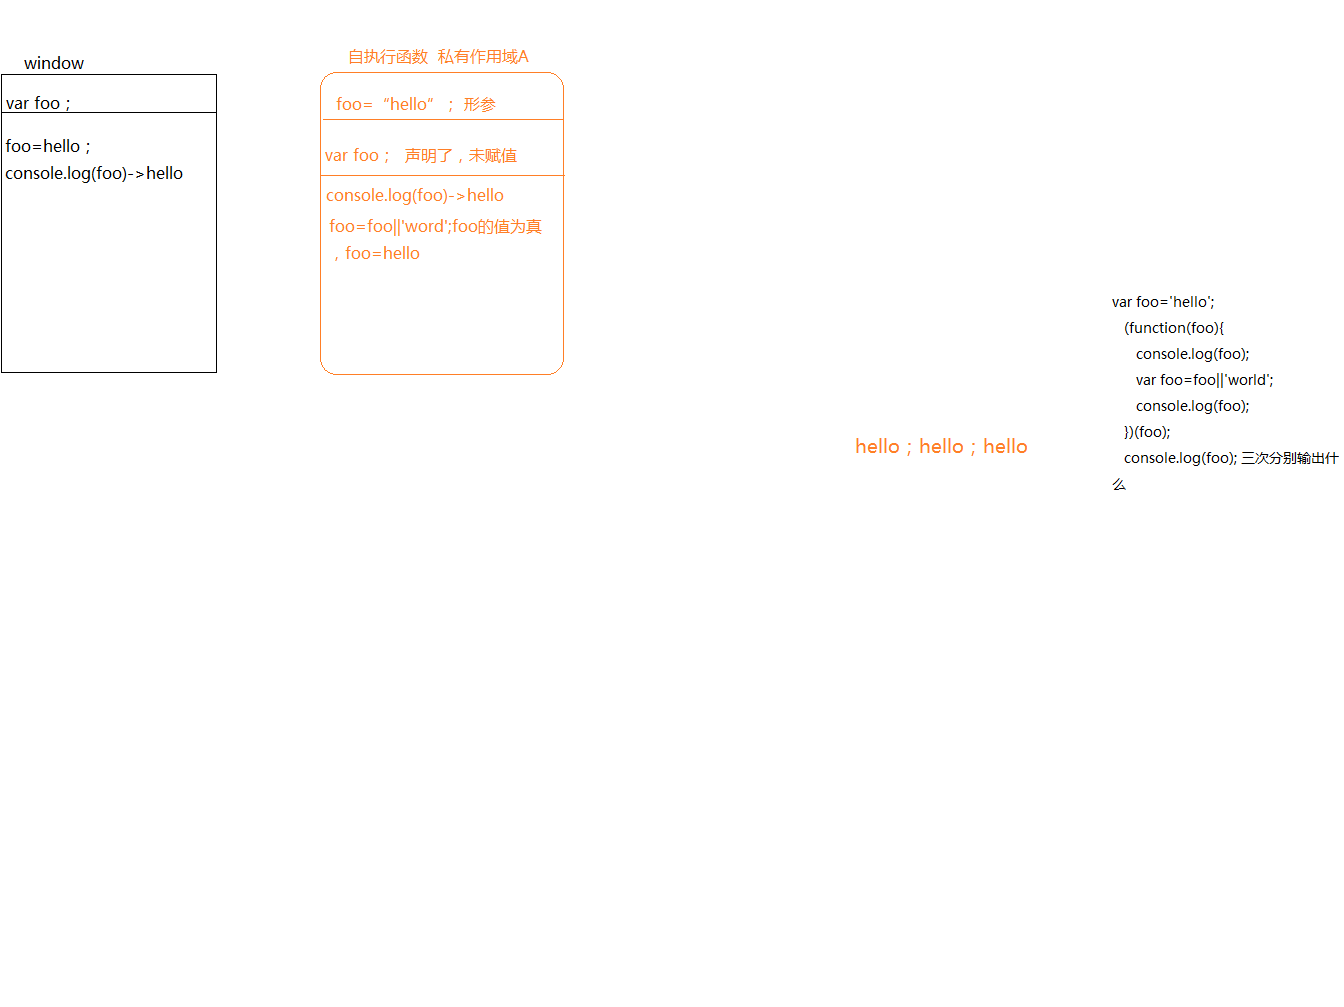 window
var foo；
foo=hello；
console.log(foo)->hello
自执行函数  私有作用域A
foo=“hello” ；形参
var foo；  声明了，未赋值
console.log(foo)->hello
foo=foo||'word';foo的值为真
，foo=hello
hello；hello；hello
var foo='hello';
(function(foo){
console.log(foo);
var foo=foo||'world';
console.log(foo);
})(foo);
console.log(foo); 三次分别输出什
么